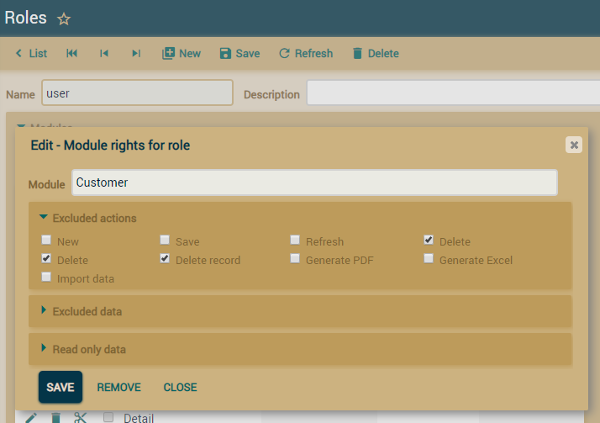 Roles
List New Save Refresh Delete
Name user Description
Modules
Edit - Module rights for role
Module Customer
Excluded actions
New Save Refresh Delete
Delete Delete record Generate PDF Generate Excel
Import data
Excluded data
Read only data
SAVE REMOVE CLOSE
Detail